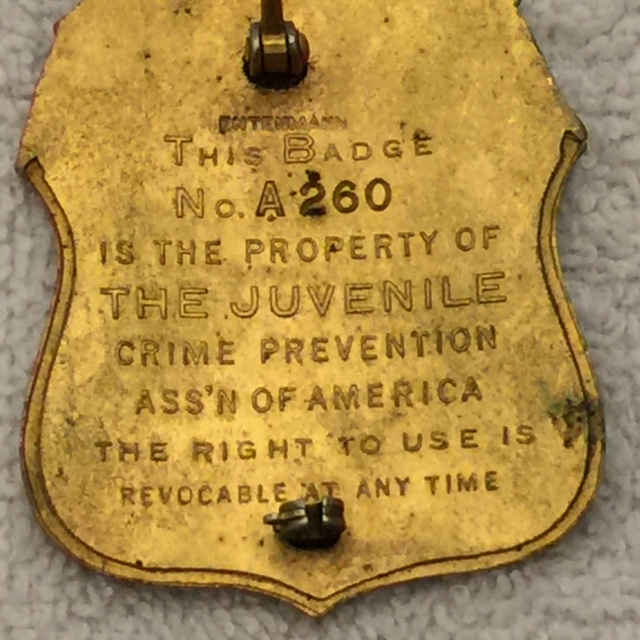 ENTENMANN
THIS BADGE
No. A 260
IS THE PROPERTY OF
THE JUVENILE
CRIME PREVENTION
ASS'N OF AMERICA
THE RIGHT TO USE IS
REVOCABLE AT ANY TIME